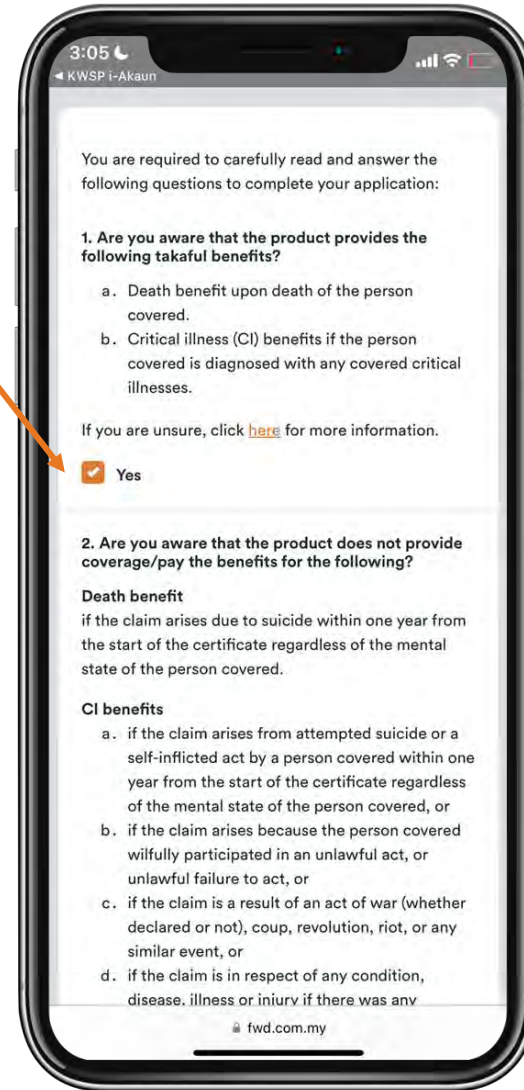 3:05
◀ KWSP i-Akaun
You are required to carefully read and answer the
following questions to complete your application:
1. Are you aware that the product provides the
following takaful benefits?
a. Death benefit upon death of the person
covered.
b. Critical illness (CI) benefits if the person
covered is diagnosed with any covered critical
illnesses.
If you are unsure, click here for more information.
Yes
2. Are you aware that the product does not provide
coverage/pay the benefits for the following?
Death benefit
if the claim arises due to suicide within one year from
the start of the certificate regardless of the mental
state of the person covered.
CI benefits
a. if the claim arises from attempted suicide or a
self-inflicted act by a person covered within one
year from the start of the certificate regardless
of the mental state of the person covered, or
b. if the claim arises because the person covered
wilfully participated in an unlawful act, or
unlawful failure to act, or
c. if the claim is a result of an act of war (whether
declared or not), coup, revolution, riot, or any
similar event, or
d. if the claim is in respect of any condition,
disease, illness or injury if there was any
fwd.com.my